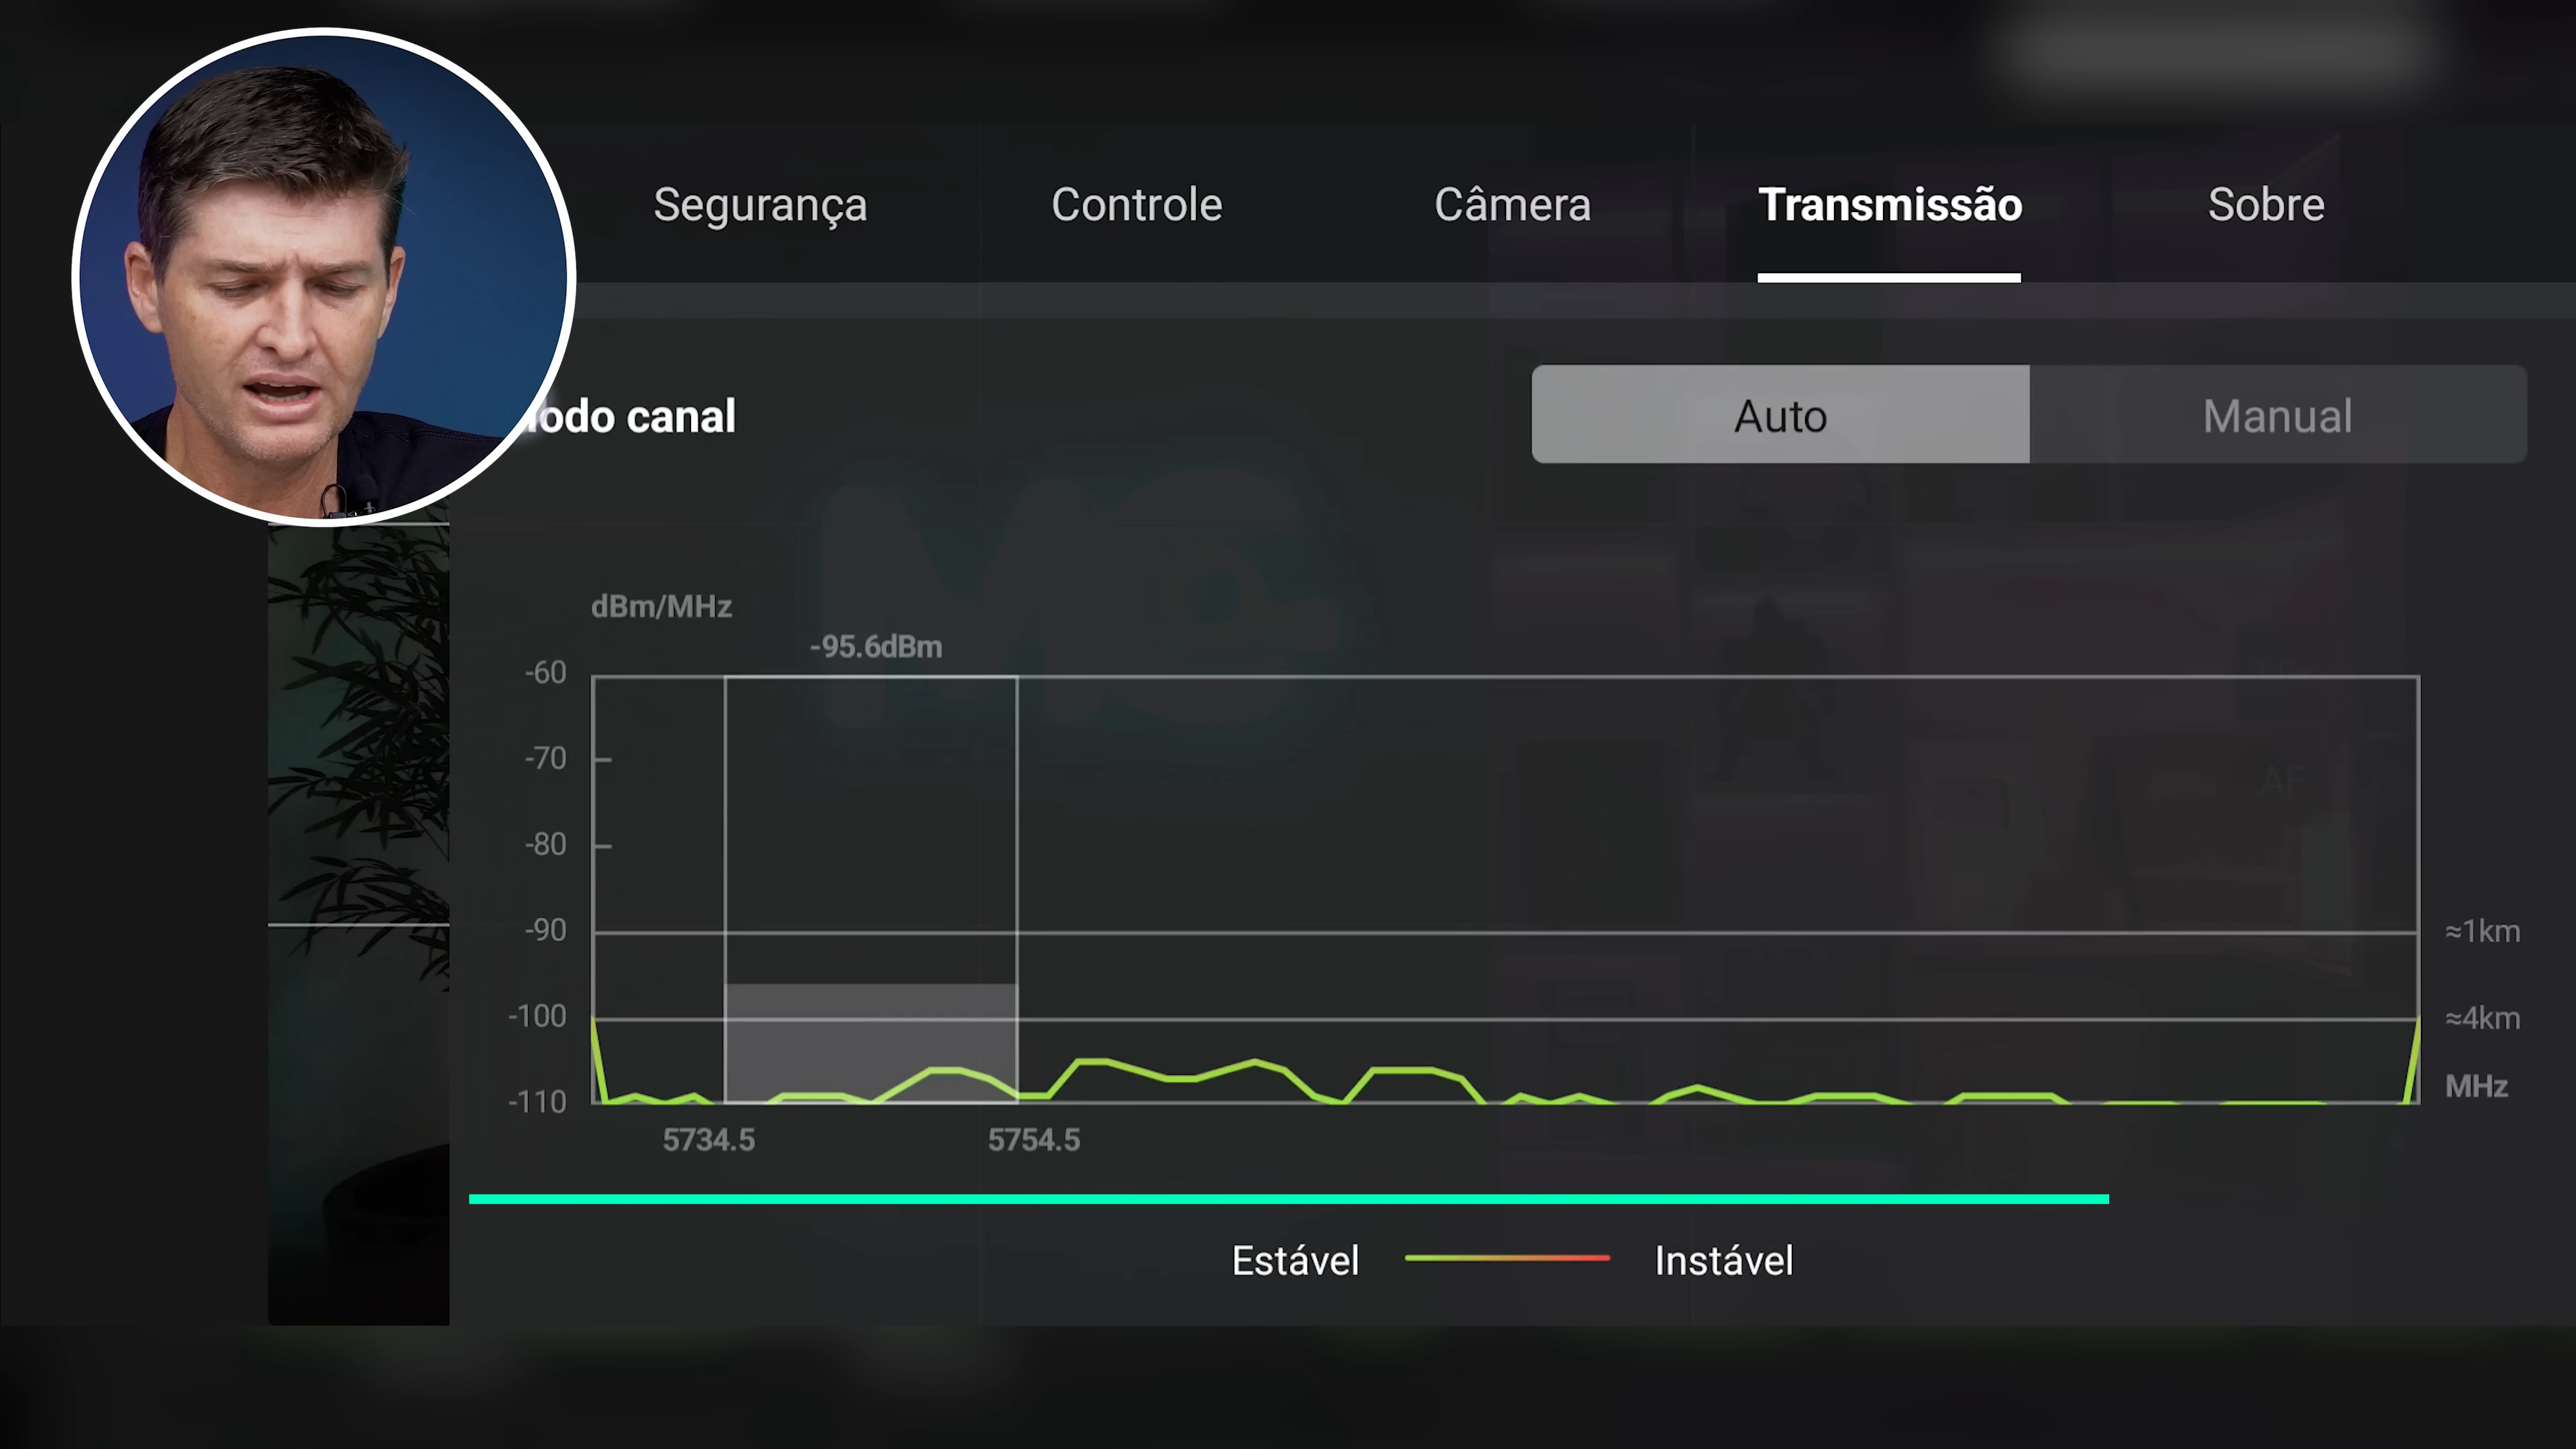 Segurança Controle Câmera Transmissão Sobre
odo canal Auto Manual
dBm/MHz
-95.6dBm
-60
-70
-80
-90 ≈1km
-100 ≈4km
-110 MHz
5734.5 5754.5
Estável Instável